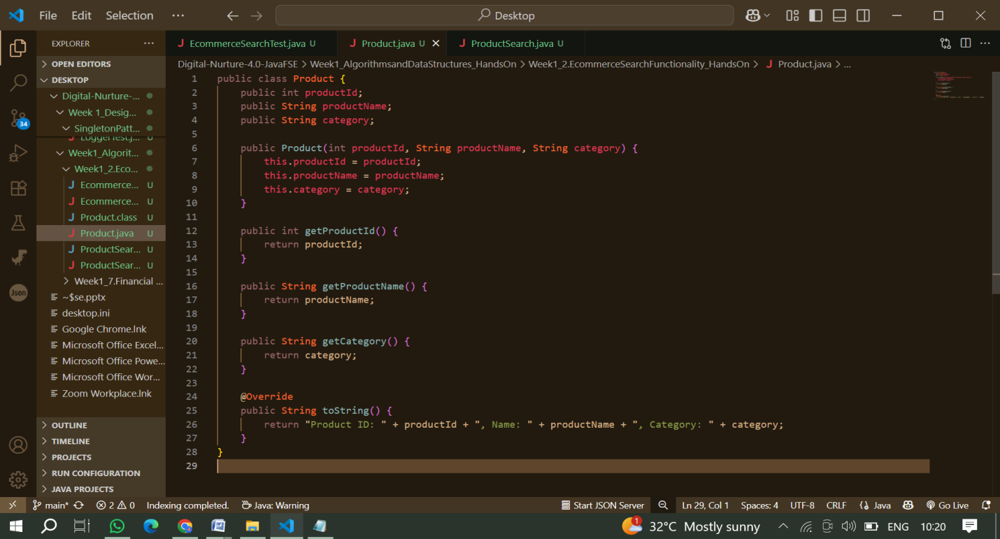 File Edit Selection ···
Desktop
EXPLORER ···
OPEN EDITORS
DESKTOP
Digital-Nurture-...
Week 1_Desig...
SingletonPatt...
LoggerTest.j... U
Week1_Algorit...
Week1_2.Eco...
Ecommerce... U
Ecommerce... U
Product.class U
Product.java U
ProductSear... U
ProductSear... U
Week1_7.Financial ...
~$se.pptx
desktop.ini
Google Chrome.lnk
Microsoft Office Excel...
Microsoft Office Powe...
Microsoft Office Wor...
Zoom Workplace.lnk
OUTLINE
TIMELINE
PROJECTS
RUN CONFIGURATION
JAVA PROJECTS
34
Json
J EcommerceSearchTest.java U J Product.java U J ProductSearch.java U
Digital-Nurture-4.0-JavaFSE > Week1_AlgorithmsandDataStructures_HandsOn > Week1_2.EcommerceSearchFunctionality_HandsOn > J Product.java > ...
1 public class Product {
2 public int productId;
3 public String productName;
4 public String category;
5
6 public Product(int productId, String productName, String category) {
7 this.productId = productId;
8 this.productName = productName;
9 this.category = category;
10 }
11
12 public int getProductId() {
13 return productId;
14 }
15
16 public String getProductName() {
17 return productName;
18 }
19
20 public String getCategory() {
21 return category;
22 }
23
24 @Override
25 public String toString() {
26 return "Product ID: " + productId + ", Name: " + productName + ", Category: " + category;
27 }
28 }
29
main* 2 0 Indexing completed. Java: Warning Start JSON Server Ln 29, Col 1 Spaces: 4 UTF-8 CRLF Java Go Live
1 32°C Mostly sunny ENG 10:20